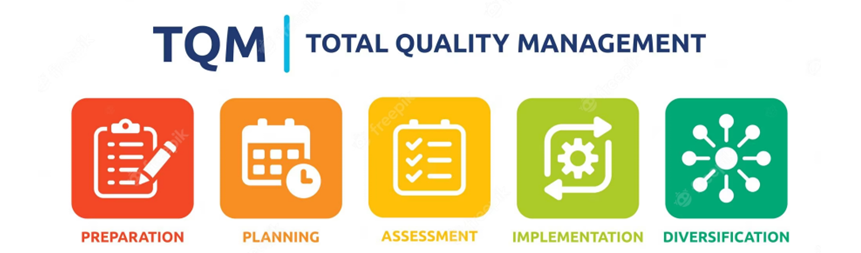 TQM
TOTAL QUALITY MANAGEMENT
PREPARATION
PLANNING
ASSESSMENT
IMPLEMENTATION
DIVERSIFICATION